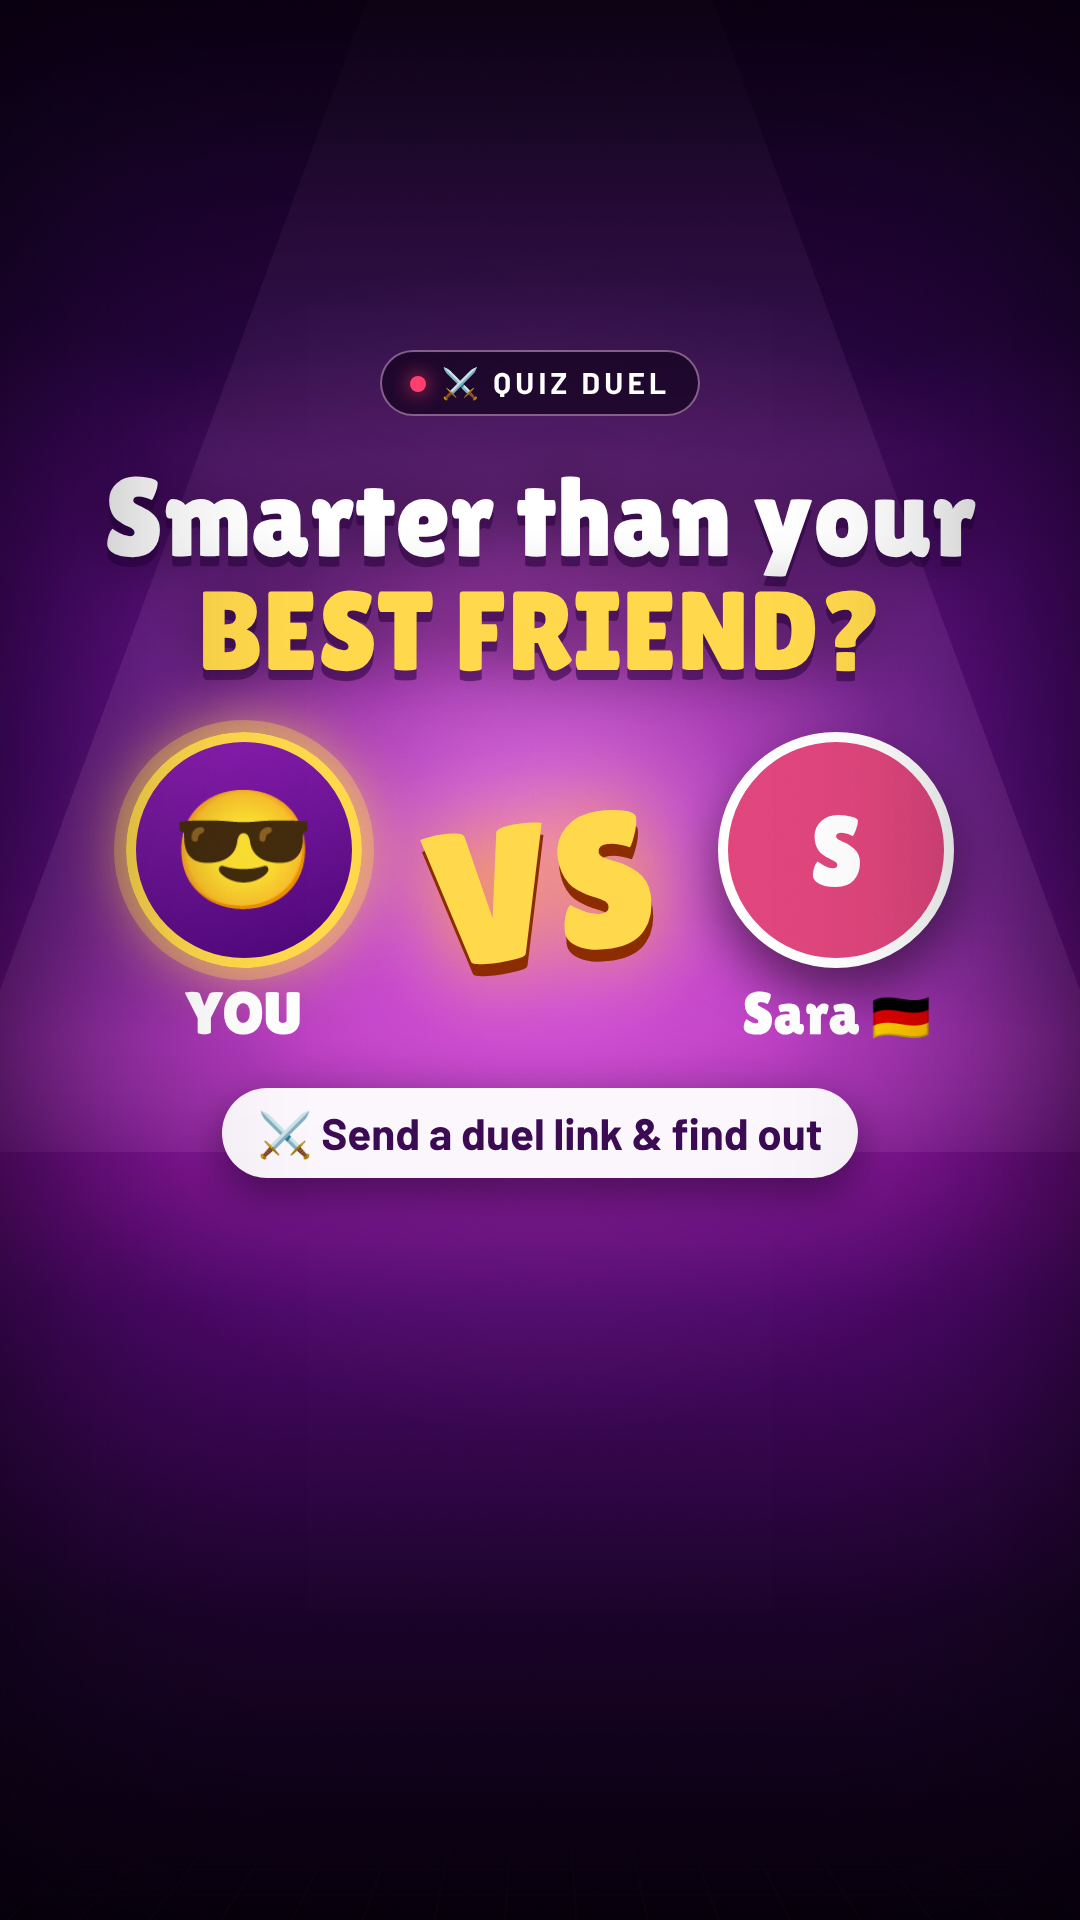 ⚔️ QUIZ DUEL
Smarter than your
BEST FRIEND?
VS
S
YOU
Sara 🇩🇪
⚔️ Send a duel link & find out